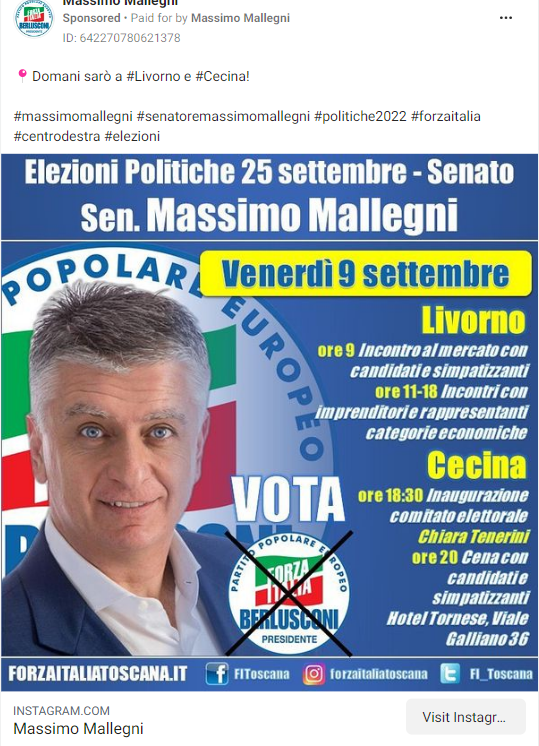 Massimo Mallegni
Sponsored • Paid for by Massimo Mallegni
ID: 642270780621378
Domani sarò a #Livorno e #Cecina!
#massimomallegni #senatoremassimomallegni #politiche2022 #forzaitalia
#centrodestra #elezioni
Elezioni Politiche 25 settembre - Senato
Sen. Massimo Mallegni
POPOLARE EUROPEO
Venerdì 9 settembre
Livorno
ore 9 Incontro al mercato con
candidati e simpatizzanti
ore 11-18 Incontri con
imprenditori e rappresentanti
categorie economiche
Cecina
ore 18:30 Inaugurazione
comitato elettorale
Chiara Tenerini
ore 20 Cena con
candidati e
simpatizzanti
Hotel Tornese, Viale
Galliano 36
VOTA
PARTITO POPOLARE EUROPEO
FORZA
ITALIA
BERLUSCONI
PRESIDENTE
FORZAITALIATOSCANA.IT
FIToscana
forzaitaliatoscana
FI_Toscana
INSTAGRAM.COM
Massimo Mallegni
Visit Instagr...